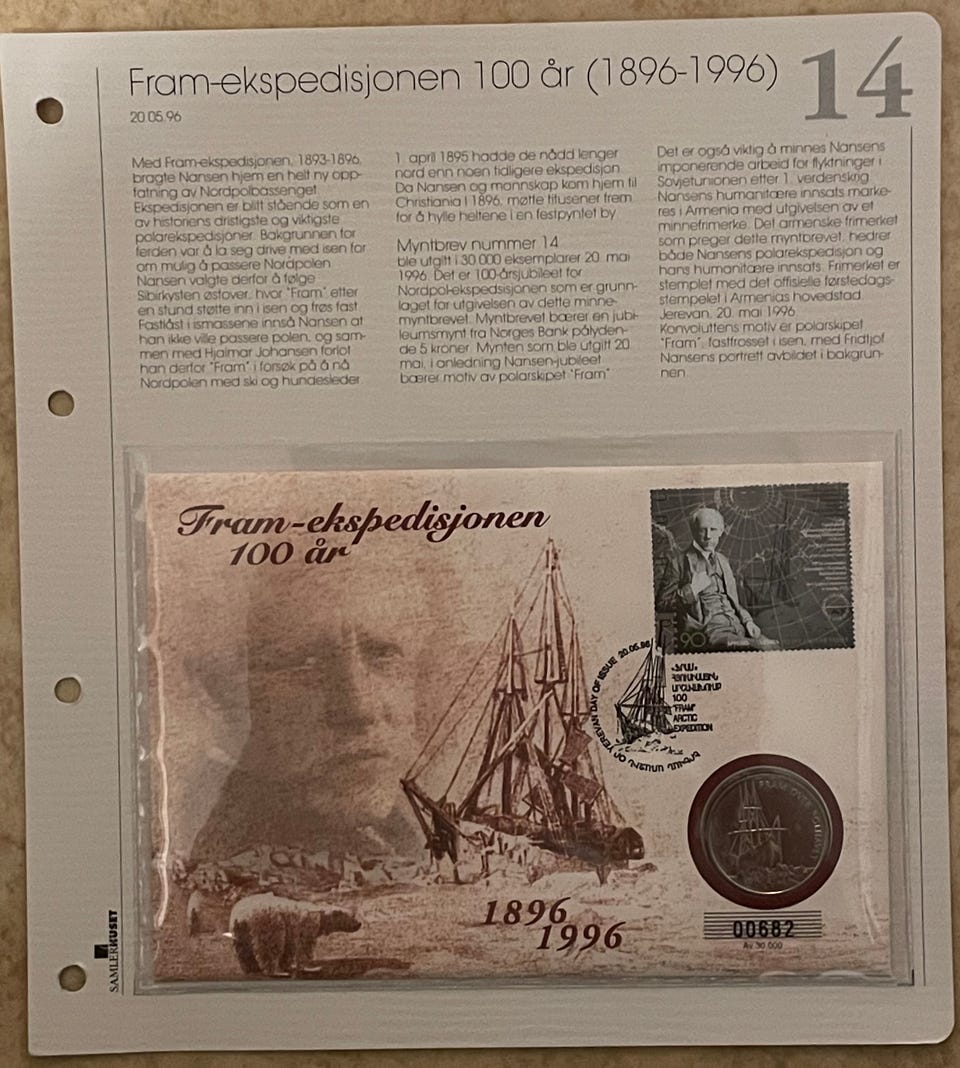 Fram-ekspedisjonen 100 år (1896-1996)
14
20.05.96
Med Fram-ekspedisjonen, 1893-1896,
bragte Nansen hjem en helt ny opp-
fatning av Nordpolbassenget.
Ekspedisjonen er blitt stående som en
av historiens dristigste og viktigste
polarekspedisjoner. Bakgrunnen for
ferden var å la seg drive med isen for
om mulig å passere Nordpolen.
Nansen valgte derfor å følge
Sibirkysten østover, hvor "Fram" etter
en stund støtte inn i isen og frøs fast.
Fastlåst i ismassene innså Nansen at
han ikke ville passere polen, og sam-
men med Hjalmar Johansen forlot
han derfor "Fram" i forsøk på å nå
Nordpolen med ski og hundesleder.
1. april 1895 hadde de nådd lenger
nord enn noen tidligere ekspedisjon.
Da Nansen og mannskap kom hjem til
Christiania i 1896, møtte titusener frem
for å hylle heltene i en festpyntet by.
Myntbrev nummer 14
ble utgitt i 30.000 eksemplarer 20. mai
1996. Det er 100-årsjubileet for
Nordpol-ekspedisjonen som er grunn-
laget for utgivelsen av dette minne-
myntbrevet. Myntbrevet bærer en jubi-
leumsmynt fra Norges Bank pålyden-
de 5 kroner. Mynten som ble utgitt 20.
mai, i anledning Nansen-jubileet
bærer motiv av polarskipet "Fram".
Det er også viktig å minnes Nansens
imponerende arbeid for flyktninger i
Sovjetunionen etter 1. verdenskrig.
Nansens humanitære innsats marke-
res i Armenia med utgivelsen av et
minnefrimerke. Det armenske frimerket
som preger dette myntbrevet, hedrer
både Nansens polarekspedisjon og
hans humanitære innsats. Frimerket er
stemplet med det offisielle førstedags-
stempelet i Armenias hovedstad
Jerevan, 20. mai 1996.
Konvoluttens motiv er polarskipet
"Fram", fastfrosset i isen, med Fridtjof
Nansens portrett avbildet i bakgrun-
nen.
Fram-ekspedisjonen
100 år
90
YEREVAN DAY OF ISSUE 20.05.96
«ՖՐԱՄ»
100
"FRAM"
ARCTIC
EXPEDITION
FRAM OVER POLHAVET
1896
1996
00682
Av 30.000
SAMLERHUSET